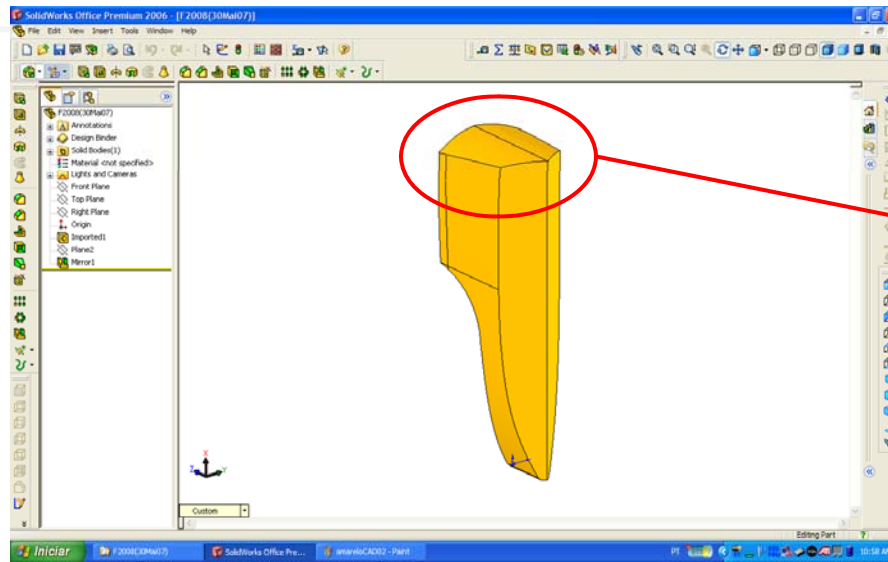 SolidWorks Office Premium 2006 - [F2008(30Mai07)]
File Edit View Insert Tools Window Help
F2008(30Mai07)
Annotations
Design Binder
Solid Bodies(1)
Material <not specified>
Lights and Cameras
Front Plane
Top Plane
Right Plane
Origin
Imported1
Plane2
Mirror1
X
Z
Y
Custom
Editing Part
Iniciar
F2008(30Mai07)
SolidWorks Office Pre...
amareloCAD02 - Paint
PT
10:58 AM